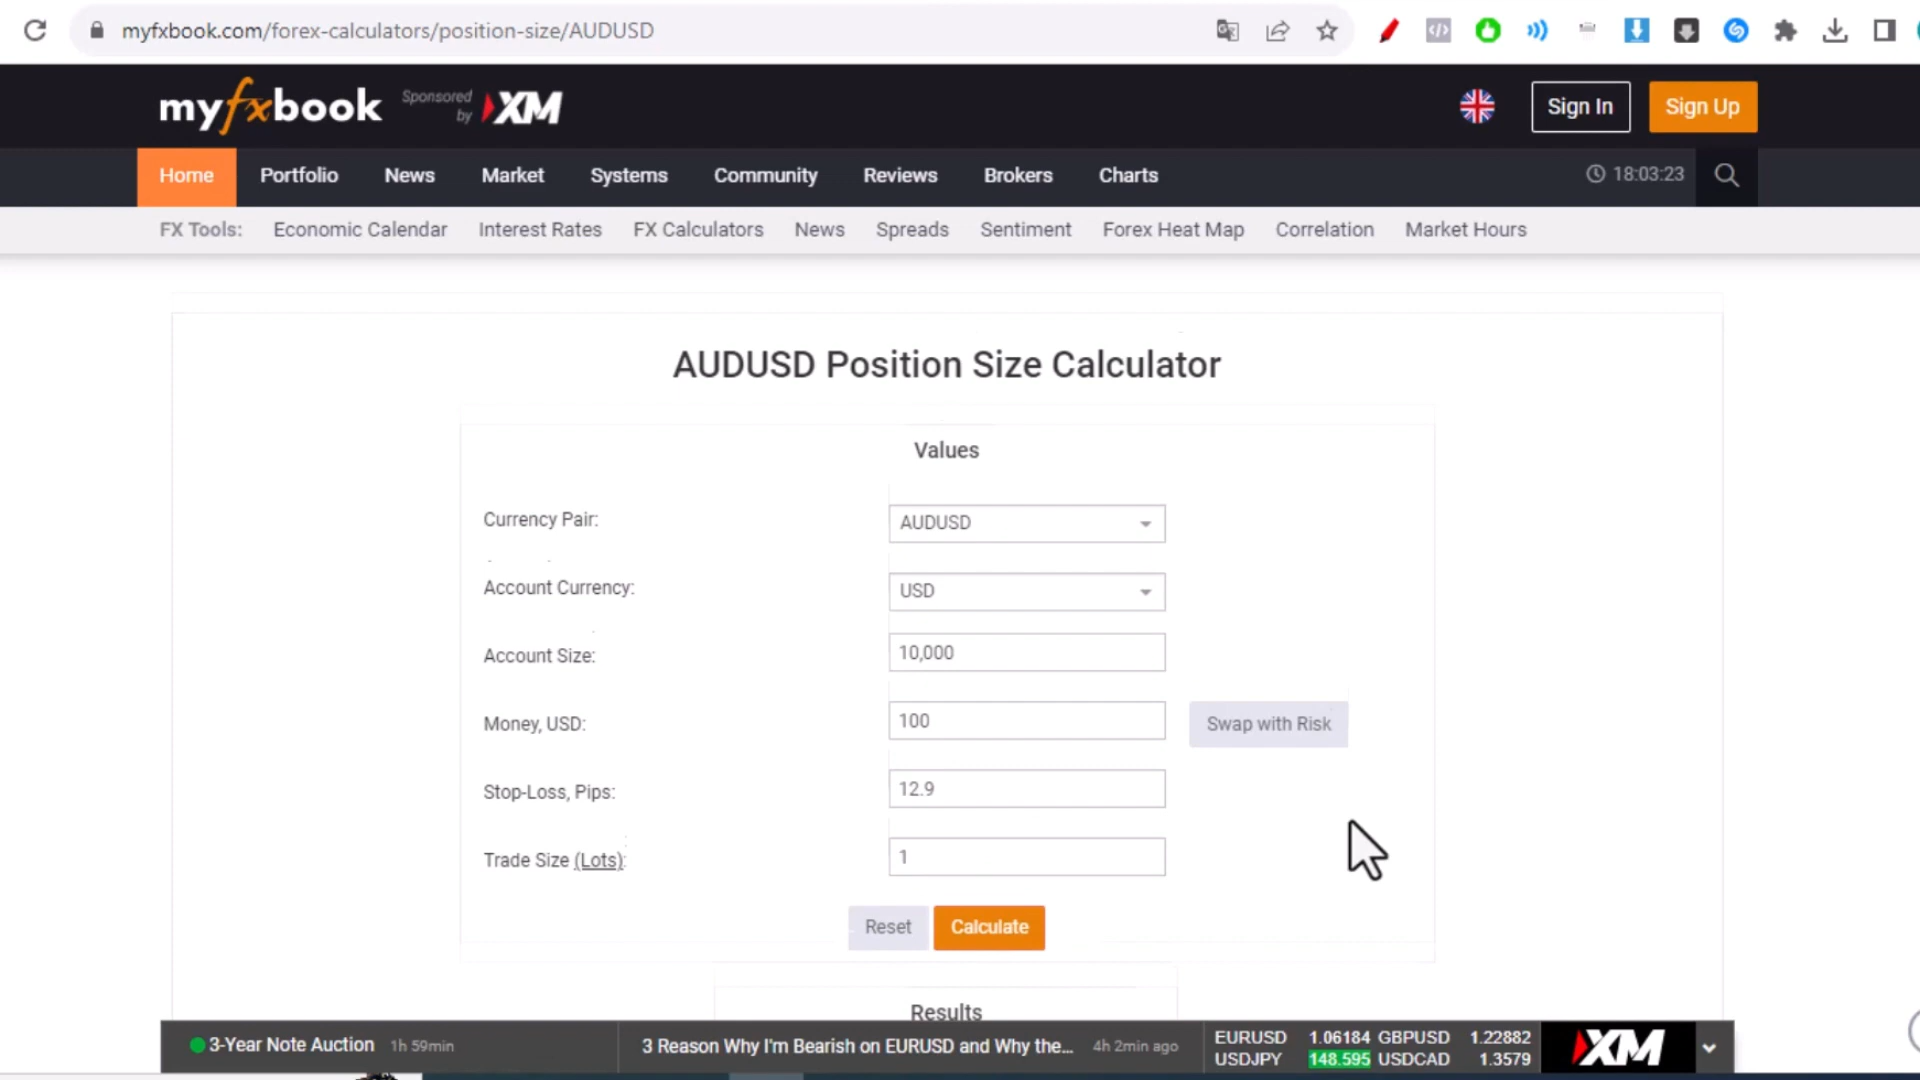 myfxbook.com/forex-calculators/position-size/AUDUSD
myfxbook Sponsored by XM
Sign In
Sign Up
Home Portfolio News Market Systems Community Reviews Brokers Charts 18:03:23
FX Tools: Economic Calendar Interest Rates FX Calculators News Spreads Sentiment Forex Heat Map Correlation Market Hours
AUDUSD Position Size Calculator
Values
Currency Pair: AUDUSD
Account Currency: USD
Account Size: 10,000
Money, USD: 100 Swap with Risk
Stop-Loss, Pips: 12.9
Trade Size (Lots): 1
Reset Calculate
Results
3-Year Note Auction 1h 59min
3 Reason Why I'm Bearish on EURUSD and Why the... 4h 2min ago
EURUSD 1.06184 GBPUSD 1.22882
USDJPY 148.595 USDCAD 1.3579
XM